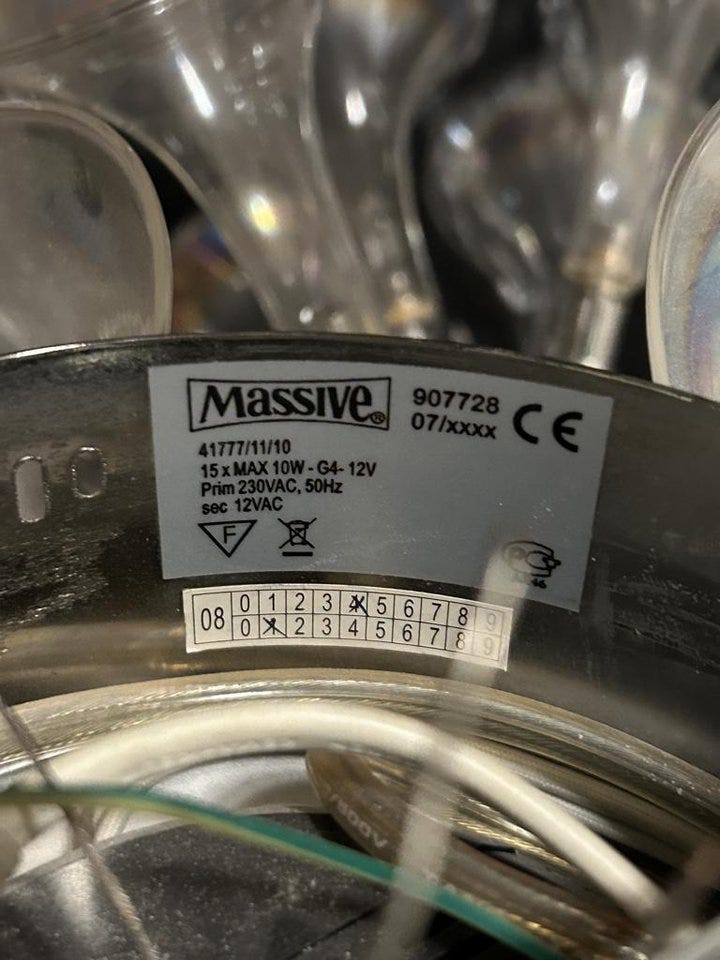 Massive®
907728
07/xxxx
CE
41777/11/10
15 x MAX 10W - G4- 12V
Prim 230VAC, 50Hz
sec 12VAC
F
08
0 1 2 3 4 5 6 7 8 9
0 1 2 3 4 5 6 7 8 9
/500V